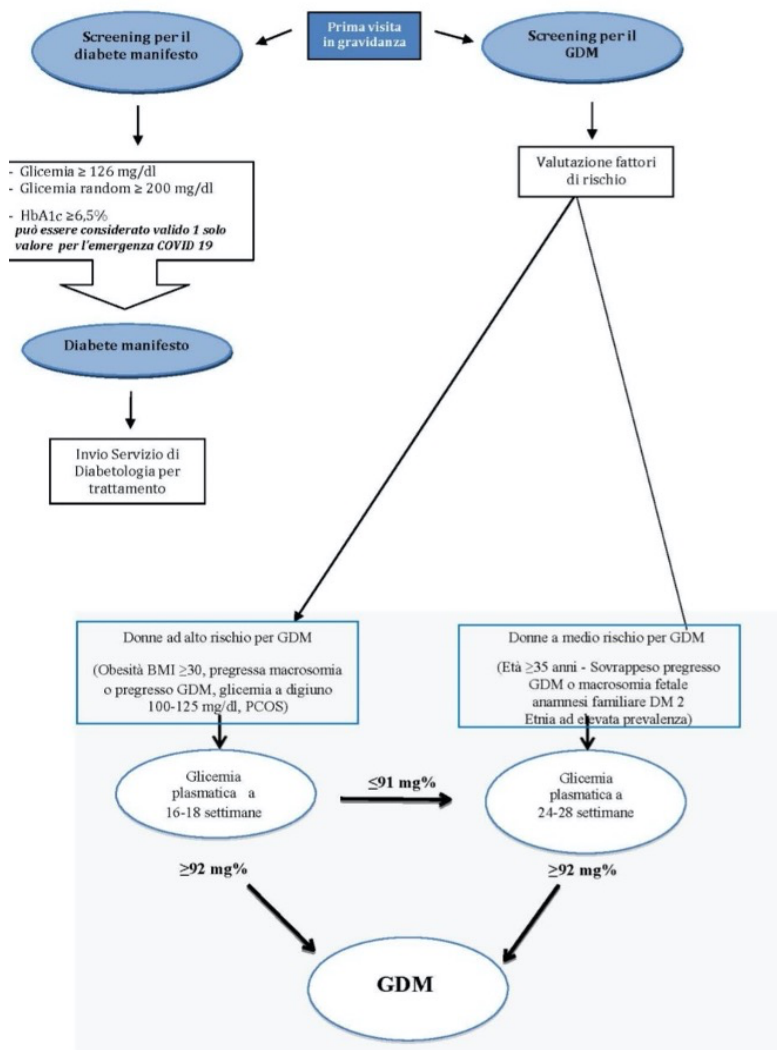 Prima visita
in gravidanza
Screening per il
diabete manifesto
Screening per il
GDM
- Glicemia ≥ 126 mg/dl
- Glicemia random ≥ 200 mg/dl
- HbA1c ≥6,5%
può essere considerato valido 1 solo
valore per l'emergenza COVID 19
Valutazione fattori
di rischio
Diabete manifesto
Invio Servizio di
Diabetologia per
trattamento
Donne ad alto rischio per GDM
(Obesità BMI ≥30, pregressa macrosomia
o pregresso GDM, glicemia a digiuno
100-125 mg/dl, PCOS)
Donne a medio rischio per GDM
(Età ≥35 anni - Sovrappeso pregresso
GDM o macrosomia fetale
anamnesi familiare DM 2
Etnia ad elevata prevalenza)
Glicemia
plasmatica a
16-18 settimane
≤91 mg%
Glicemia
plasmatica a
24-28 settimane
≥92 mg%
≥92 mg%
GDM